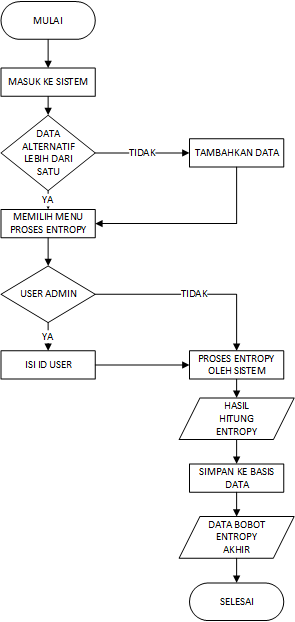 MULAI
MASUK KE SISTEM
DATA
ALTERNATIF
LEBIH DARI
SATU
TIDAK
TAMBAHKAN DATA
YA
MEMILIH MENU
PROSES ENTROPY
USER ADMIN
TIDAK
YA
ISI ID USER
PROSES ENTROPY
OLEH SISTEM
HASIL
HITUNG
ENTROPY
SIMPAN KE BASIS
DATA
DATA BOBOT
ENTROPY
AKHIR
SELESAI